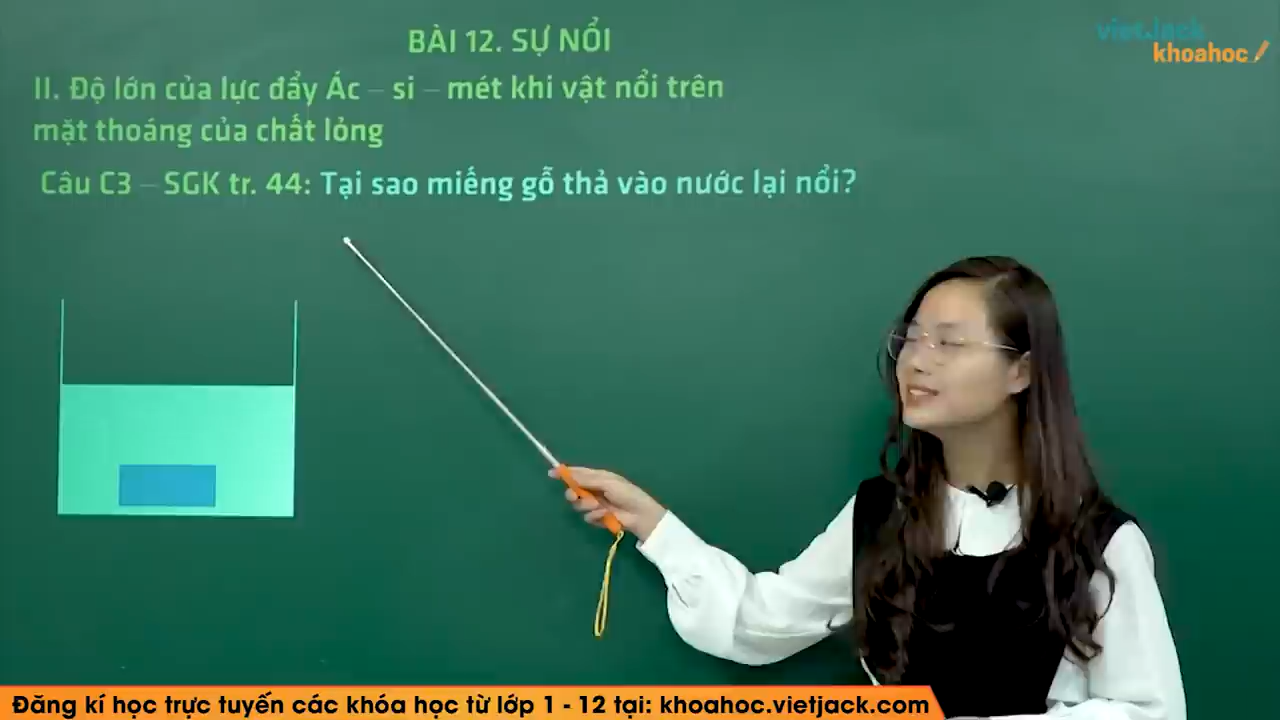 BÀI 12. SỰ NỔI
vietJack
khoahoc
II. Độ lớn của lực đẩy Ác – si – mét khi vật nổi trên
mặt thoáng của chất lỏng
Câu C3 – SGK tr. 44: Tại sao miếng gỗ thả vào nước lại nổi?
Đăng kí học trực tuyến các khóa học từ lớp 1 - 12 tại: khoahoc.vietjack.com